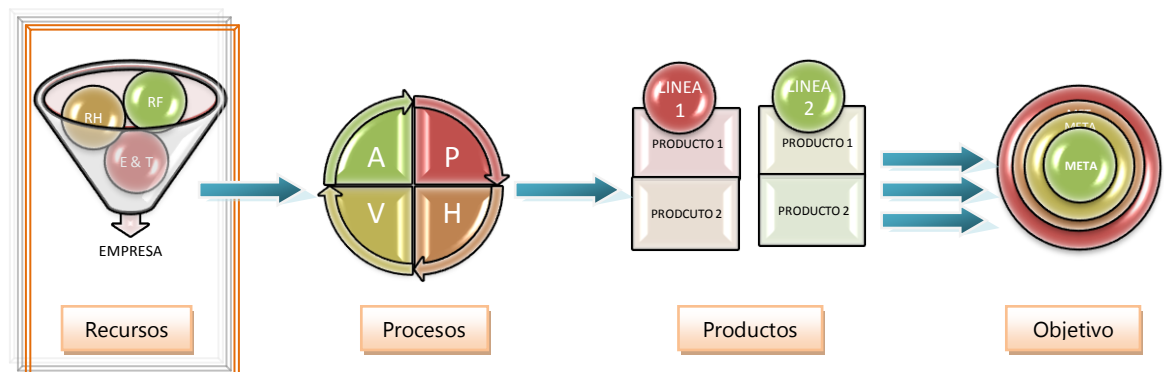 RH
RF
E & T
EMPRESA
Recursos
A
P
V
H
Procesos
LINEA
1
PRODUCTO 1
PRODCUTO 2
LINEA
2
PRODUCTO 1
PRODUCTO 2
Productos
META
META
Objetivo